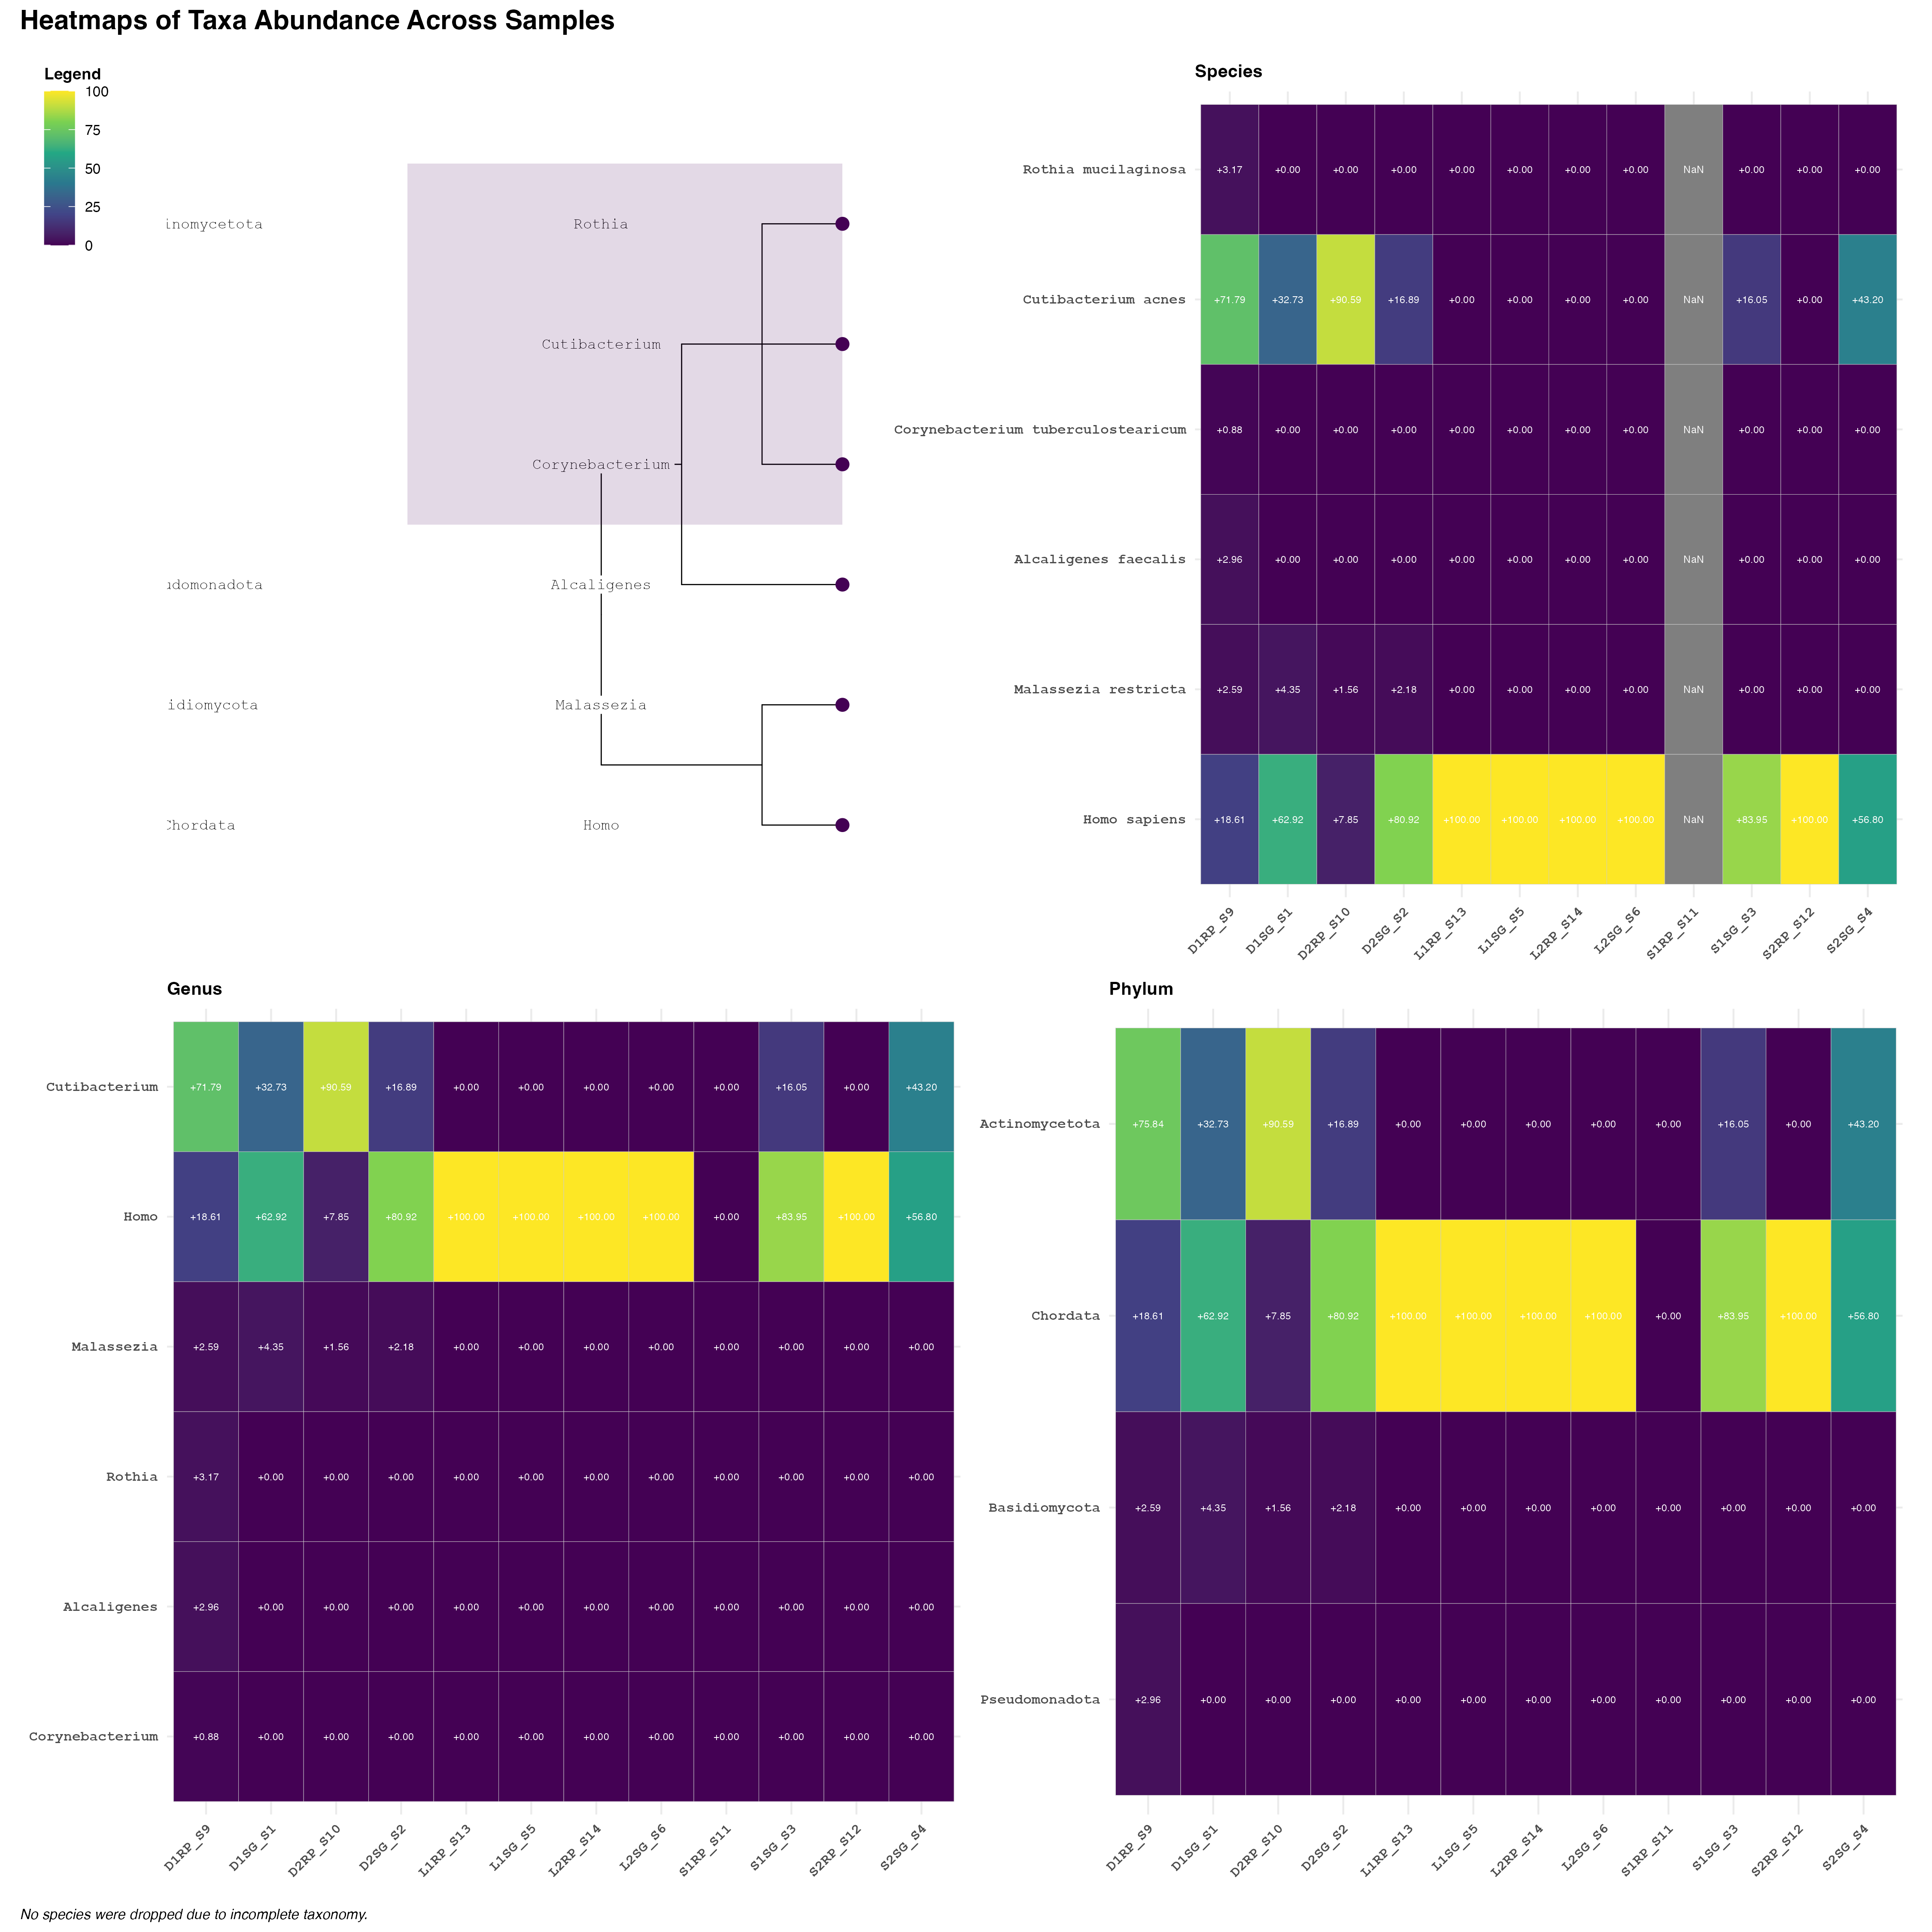 Heatmaps of Taxa Abundance Across Samples
Legend
100
75
50
25
0
inomycetota Rothia
Cutibacterium
Corynebacterium
udomonadota Alcaligenes
idiomycota Malassezia
Chordata Homo
Species
Rothia mucilaginosa +3.17 +0.00 +0.00 +0.00 +0.00 +0.00 +0.00 +0.00 NaN +0.00 +0.00 +0.00
Cutibacterium acnes +71.79 +32.73 +90.59 +16.89 +0.00 +0.00 +0.00 +0.00 NaN +16.05 +0.00 +43.20
Corynebacterium tuberculostearicum +0.88 +0.00 +0.00 +0.00 +0.00 +0.00 +0.00 +0.00 NaN +0.00 +0.00 +0.00
Alcaligenes faecalis +2.96 +0.00 +0.00 +0.00 +0.00 +0.00 +0.00 +0.00 NaN +0.00 +0.00 +0.00
Malassezia restricta +2.59 +4.35 +1.56 +2.18 +0.00 +0.00 +0.00 +0.00 NaN +0.00 +0.00 +0.00
Homo sapiens +18.61 +62.92 +7.85 +80.92 +100.00 +100.00 +100.00 +100.00 NaN +83.95 +100.00 +56.80
D1RP_S9 D1SG_S1 D2RP_S10 D2SG_S2 L1RP_S13 L1SG_S5 L2RP_S14 L2SG_S6 S1RP_S11 S1SG_S3 S2RP_S12 S2SG_S4
Genus
Cutibacterium +71.79 +32.73 +90.59 +16.89 +0.00 +0.00 +0.00 +0.00 +0.00 +16.05 +0.00 +43.20
Homo +18.61 +62.92 +7.85 +80.92 +100.00 +100.00 +100.00 +100.00 +0.00 +83.95 +100.00 +56.80
Malassezia +2.59 +4.35 +1.56 +2.18 +0.00 +0.00 +0.00 +0.00 +0.00 +0.00 +0.00 +0.00
Rothia +3.17 +0.00 +0.00 +0.00 +0.00 +0.00 +0.00 +0.00 +0.00 +0.00 +0.00 +0.00
Alcaligenes +2.96 +0.00 +0.00 +0.00 +0.00 +0.00 +0.00 +0.00 +0.00 +0.00 +0.00 +0.00
Corynebacterium +0.88 +0.00 +0.00 +0.00 +0.00 +0.00 +0.00 +0.00 +0.00 +0.00 +0.00 +0.00
D1RP_S9 D1SG_S1 D2RP_S10 D2SG_S2 L1RP_S13 L1SG_S5 L2RP_S14 L2SG_S6 S1RP_S11 S1SG_S3 S2RP_S12 S2SG_S4
Phylum
Actinomycetota +75.84 +32.73 +90.59 +16.89 +0.00 +0.00 +0.00 +0.00 +0.00 +16.05 +0.00 +43.20
Chordata +18.61 +62.92 +7.85 +80.92 +100.00 +100.00 +100.00 +100.00 +0.00 +83.95 +100.00 +56.80
Basidiomycota +2.59 +4.35 +1.56 +2.18 +0.00 +0.00 +0.00 +0.00 +0.00 +0.00 +0.00 +0.00
Pseudomonadota +2.96 +0.00 +0.00 +0.00 +0.00 +0.00 +0.00 +0.00 +0.00 +0.00 +0.00 +0.00
D1RP_S9 D1SG_S1 D2RP_S10 D2SG_S2 L1RP_S13 L1SG_S5 L2RP_S14 L2SG_S6 S1RP_S11 S1SG_S3 S2RP_S12 S2SG_S4
No species were dropped due to incomplete taxonomy.